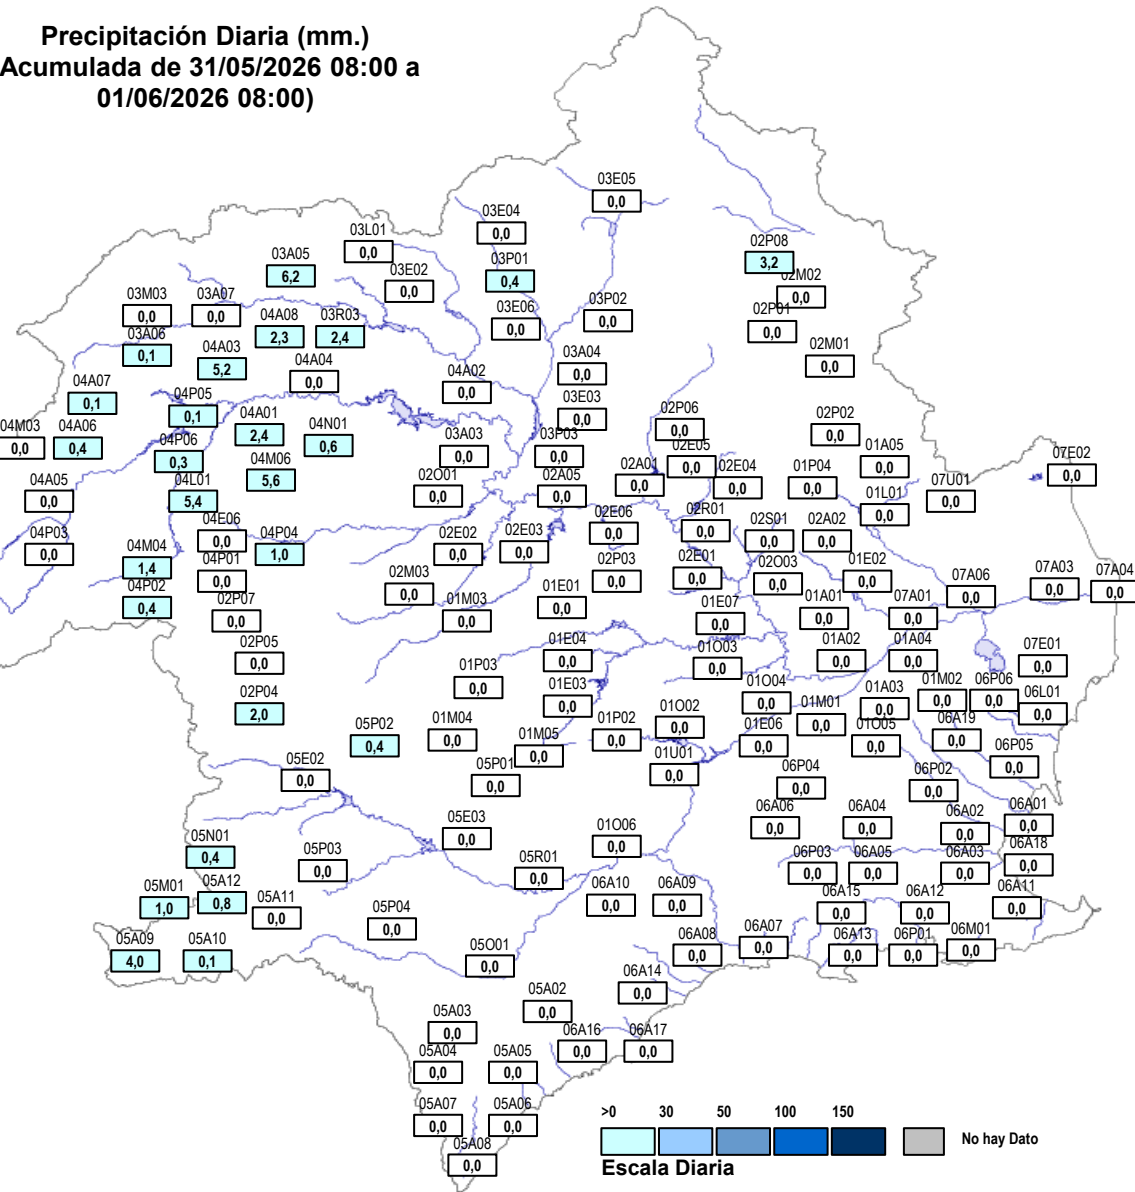 Precipitación Diaria (mm.)
Acumulada de 31/05/2026 08:00 a
01/06/2026 08:00)
03E05
0,0
03E04
0,0
03L01
0,0
02P08
3,2
03A05
6,2
03P01
0,4
03E02
0,0
02M02
0,0
03M03
0,0
03A07
0,0
03P02
0,0
04A08
2,3
03R03
2,4
03E06
0,0
02P01
0,0
03A06
0,1
04A03
5,2
03A04
0,0
02M01
0,0
04A04
0,0
04A02
0,0
04A07
0,1
04P05
0,1
03E03
0,0
04A01
2,4
02P06
0,0
02P02
0,0
04M03
0,0
04A06
0,4
04N01
0,6
04P06
0,3
03A03
0,0
03P03
0,0
02E05
0,0
01A05
0,0
07E02
0,0
04M06
5,6
02A01
0,0
02E04
0,0
01P04
0,0
04A05
0,0
04L01
5,4
02O01
0,0
02A05
0,0
07U01
0,0
01L01
0,0
04E06
0,0
02E06
0,0
02R01
0,0
02S01
0,0
02A02
0,0
04P03
0,0
04P04
1,0
02E02
0,0
02E03
0,0
04M04
1,4
04P01
0,0
02P03
0,0
02E01
0,0
02O03
0,0
01E02
0,0
02M03
0,0
07A03
0,0
07A04
0,0
04P02
0,4
01E01
0,0
07A06
0,0
02P07
0,0
01M03
0,0
01E07
0,0
01A01
0,0
07A01
0,0
02P05
0,0
01E04
0,0
01O03
0,0
01A02
0,0
01A04
0,0
07E01
0,0
01P03
0,0
02P04
2,0
01E03
0,0
01O04
0,0
01A03
0,0
01M02
0,0
06P06
0,0
06L01
0,0
05P02
0,4
01M04
0,0
01P02
0,0
01O02
0,0
01M01
0,0
01E06
0,0
01O05
0,0
06A19
0,0
01M05
0,0
05E02
0,0
05P01
0,0
01U01
0,0
06P04
0,0
06P02
0,0
06P05
0,0
05E03
0,0
01O06
0,0
06A06
0,0
06A04
0,0
06A02
0,0
06A01
0,0
05N01
0,4
05P03
0,0
05R01
0,0
06P03
0,0
06A05
0,0
06A03
0,0
06A18
0,0
05M01
1,0
05A12
0,8
05A11
0,0
06A10
0,0
06A09
0,0
06A15
0,0
06A12
0,0
06A11
0,0
05P04
0,0
05A09
4,0
05A10
0,1
05O01
0,0
06A08
0,0
06A07
0,0
06A13
0,0
06P01
0,0
06M01
0,0
06A14
0,0
05A02
0,0
05A03
0,0
06A16
0,0
06A17
0,0
05A04
0,0
05A05
0,0
05A07
0,0
05A06
0,0
05A08
0,0
>0 30 50 100 150
No hay Dato
Escala Diaria